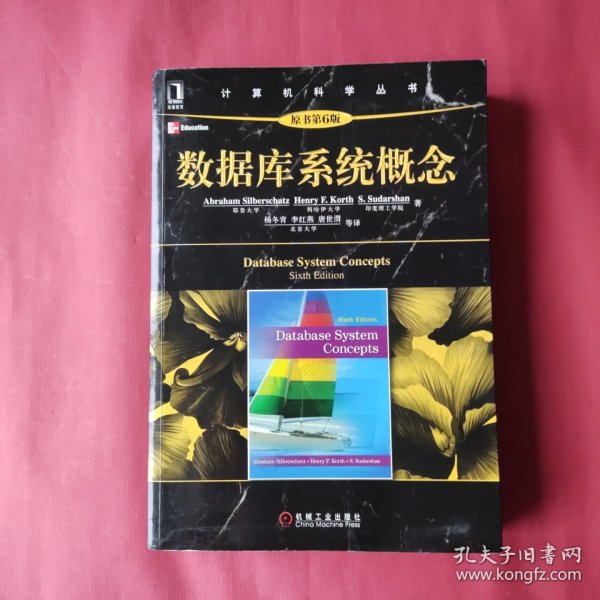 计算机科学丛书
华章教育
Education
原书第6版
数据库系统概念
Abraham Silberschatz Henry F. Korth S. Sudarshan 著
耶鲁大学 利哈伊大学 印度理工学院
杨冬青 李红燕 唐世渭 等译
北京大学
Database System Concepts
Sixth Edition
Sixth Edition
Database System
Concepts
Abraham Silberschatz • Henry F. Korth • S. Sudarshan
机械工业出版社
China Machine Press
孔夫子旧书网
www.kongfz.com